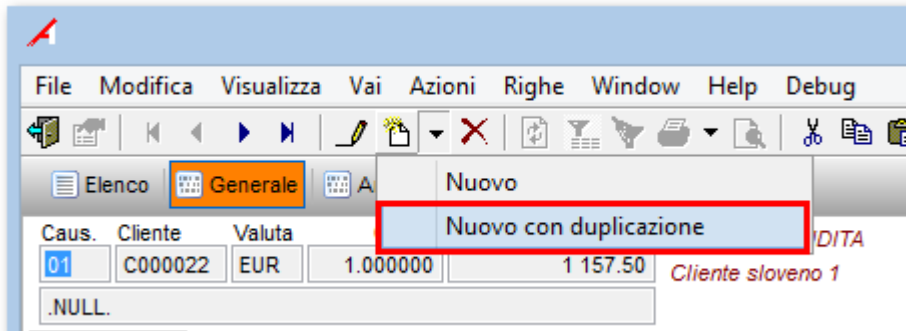 File Modifica Visualizza Vai Azioni Righe Window Help Debug
Elenco Generale
Nuovo
Nuovo con duplicazione
Caus. Cliente Valuta
01 C000022 EUR 1.000000 1 157.50 Cliente sloveno 1
.NULL.